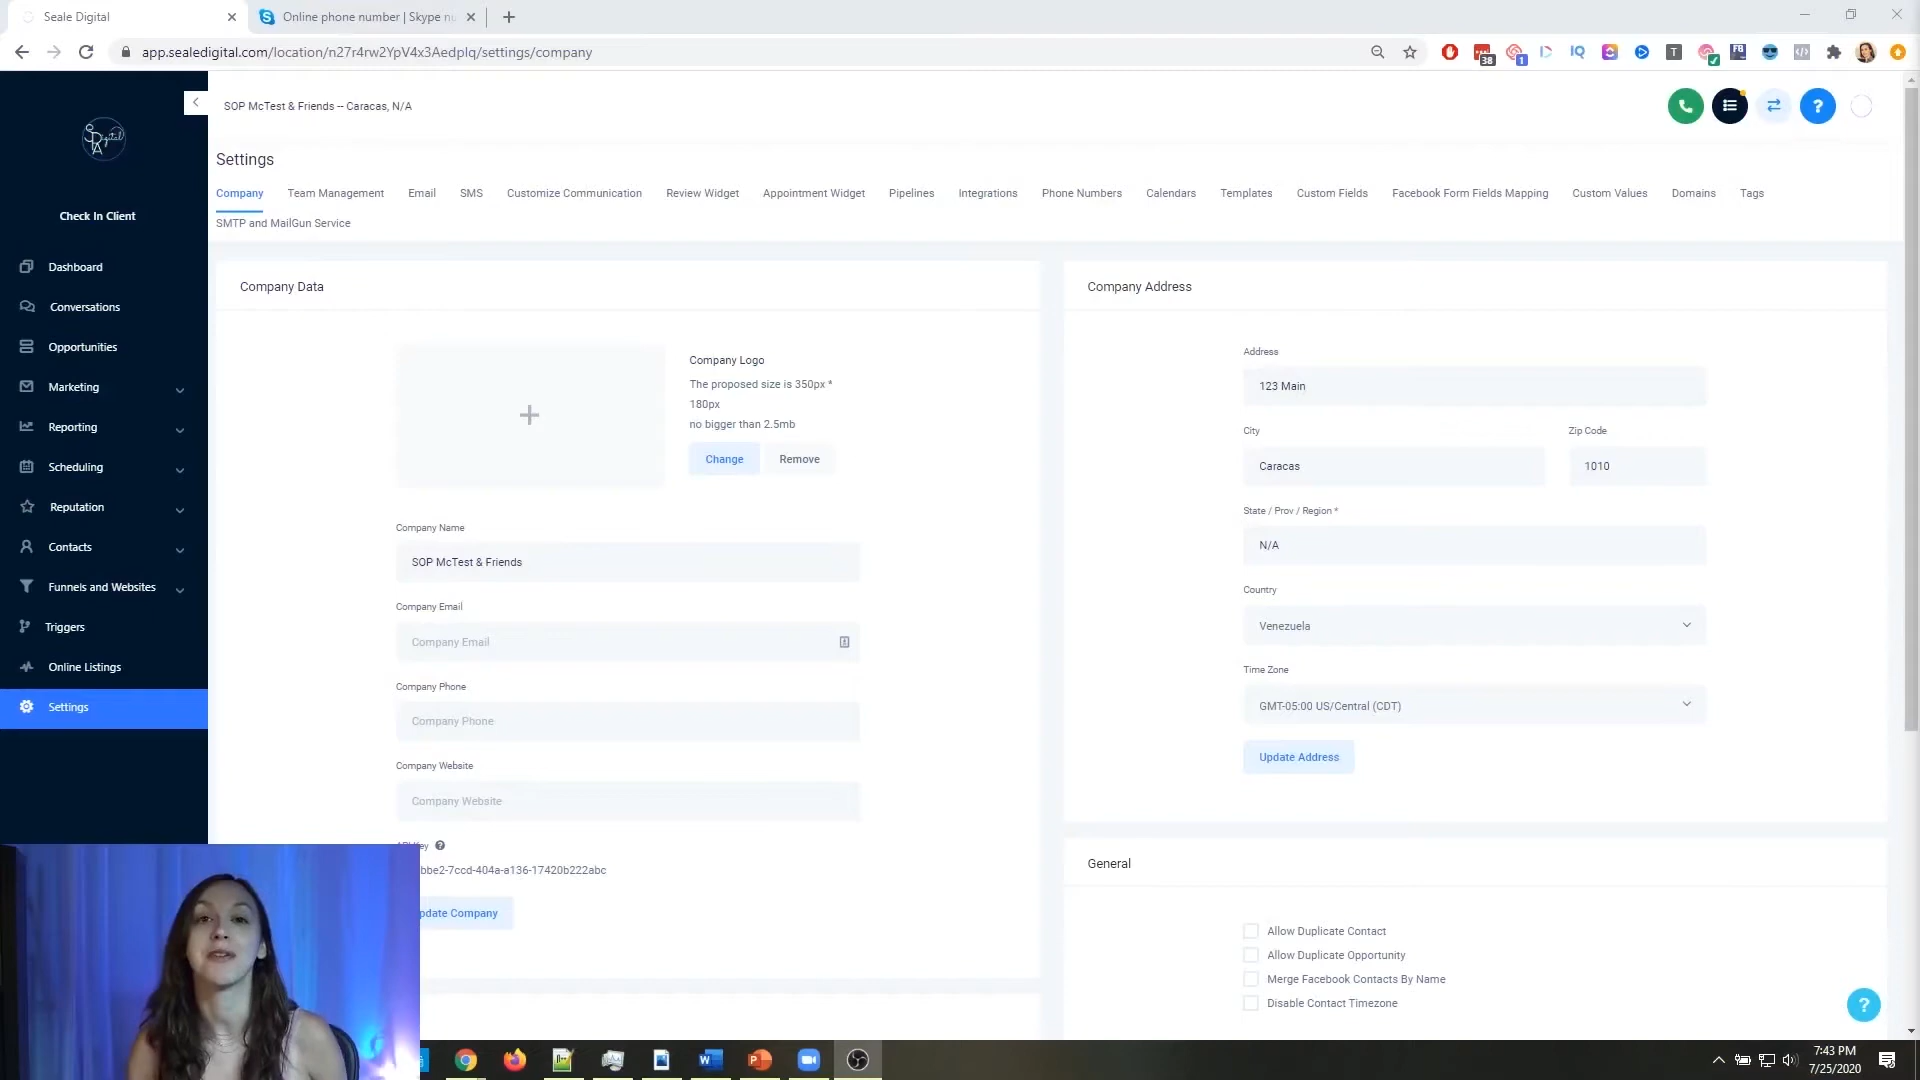 Seale Digital
Online phone number | Skype nu
app.sealedigital.com/location/n27r4rw2YpV4x3Aedplq/settings/company
38
1
IQ
T
FB
Digital
SOP McTest & Friends -- Caracas, N/A
?
Settings
Check In Client
Company
Team Management
Email
SMS
Customize Communication
Review Widget
Appointment Widget
Pipelines
Integrations
Phone Numbers
Calendars
Templates
Custom Fields
Facebook Form Fields Mapping
Custom Values
Domains
Tags
SMTP and MailGun Service
Dashboard
Conversations
Opportunities
Marketing
Reporting
Scheduling
Reputation
Contacts
Funnels and Websites
Triggers
Online Listings
Settings
Company Data
Company Logo
The proposed size is 350px *
180px
no bigger than 2.5mb
Change
Remove
Company Name
SOP McTest & Friends
Company Email
Company Email
Company Phone
Company Phone
Company Website
Company Website
bbe2-7ccd-404a-a136-17420b222abc
pdate Company
Company Address
Address
123 Main
City
Zip Code
Caracas
1010
State / Prov / Region *
N/A
Country
Venezuela
Time Zone
GMT-05:00 US/Central (CDT)
Update Address
General
Allow Duplicate Contact
Allow Duplicate Opportunity
Merge Facebook Contacts By Name
Disable Contact Timezone
?
7:43 PM
7/25/2020